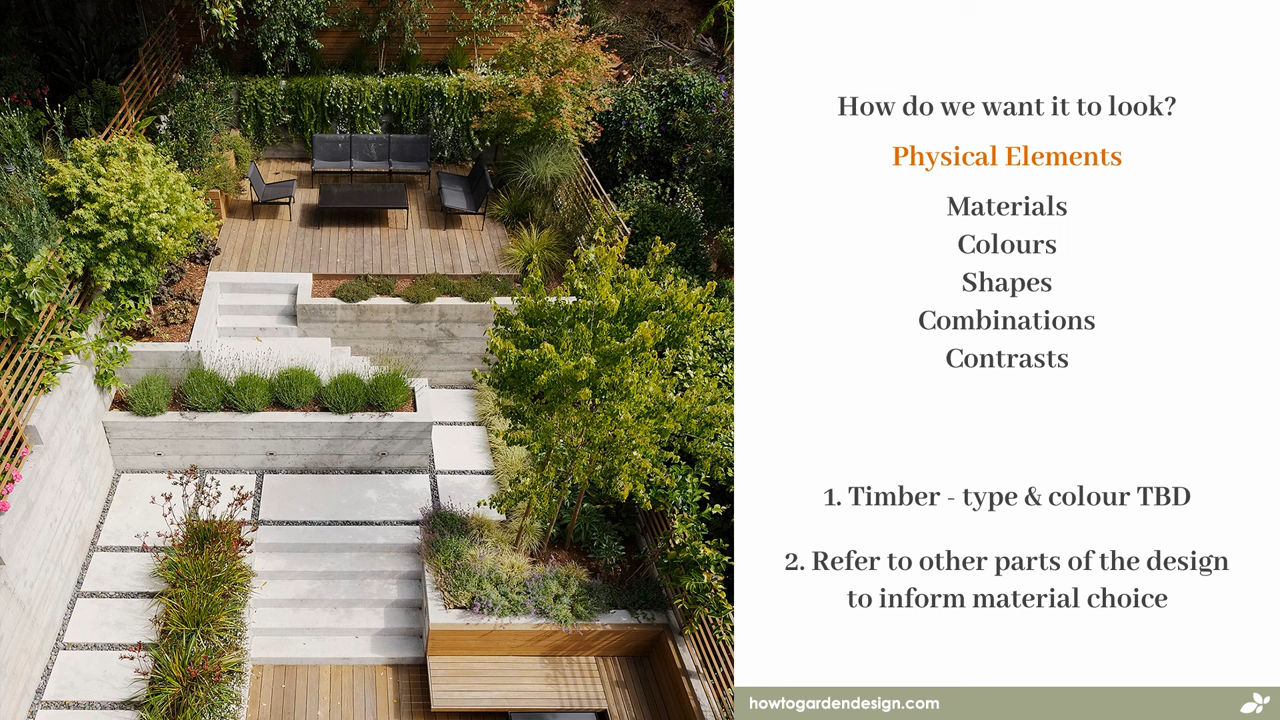 How do we want it to look?
Physical Elements
Materials
Colours
Shapes
Combinations
Contrasts
1. Timber - type & colour TBD
2. Refer to other parts of the design
to inform material choice
howtogardendesign.com